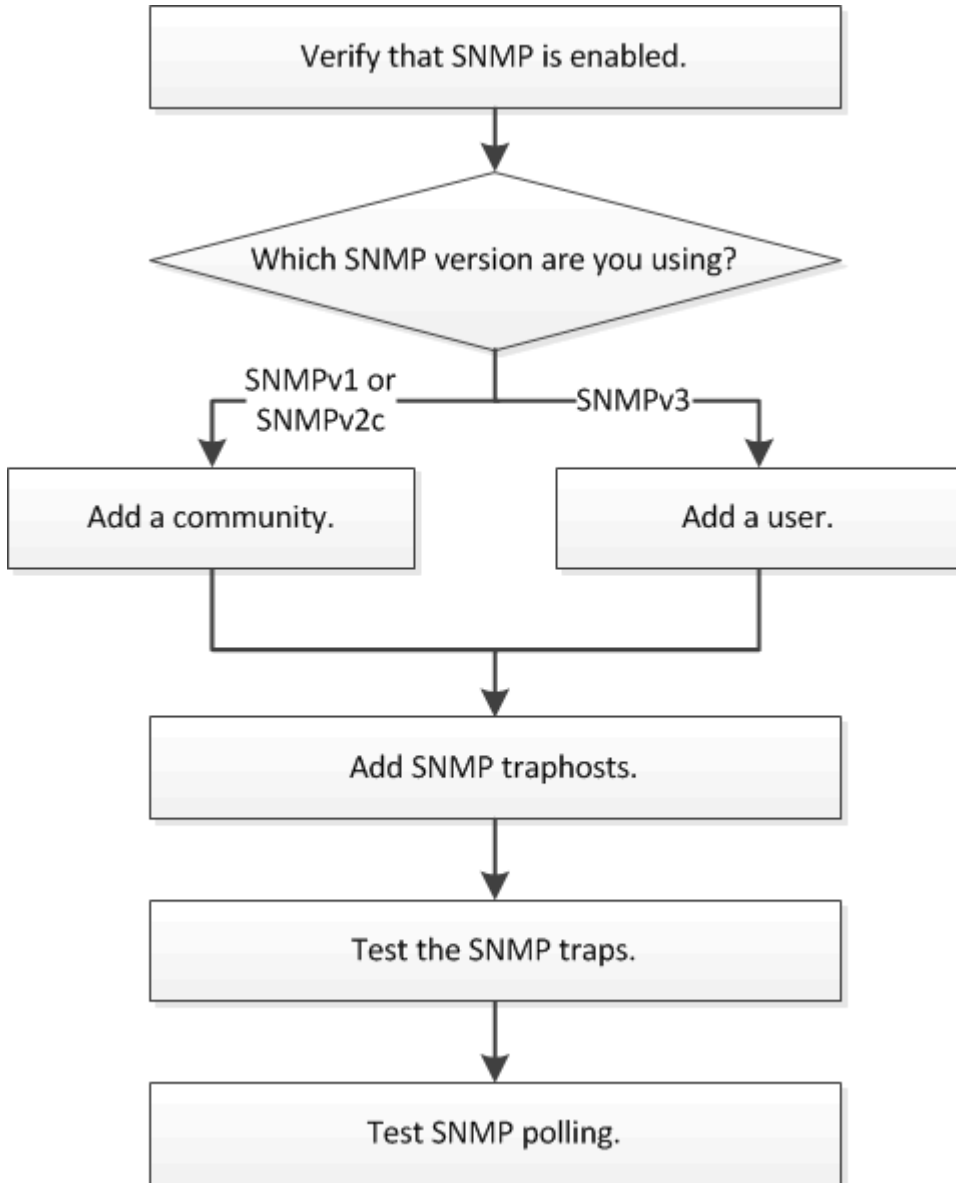 Verify that SNMP is enabled.
Which SNMP version are you using?
SNMPv1 or
SNMPv2c
SNMPv3
Add a community.
Add a user.
Add SNMP traphosts.
Test the SNMP traps.
Test SNMP polling.